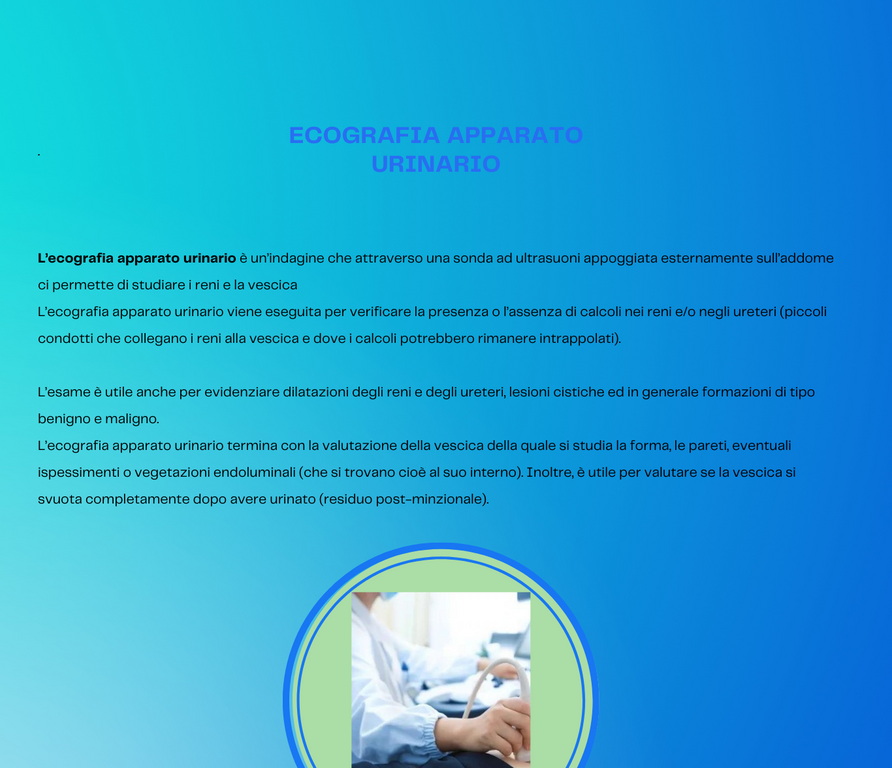 ECOGRAFIA APPARATO
URINARIO
.
L'ecografia apparato urinario è un'indagine che attraverso una sonda ad ultrasuoni appoggiata esternamente sull'addome
ci permette di studiare i reni e la vescica
L'ecografia apparato urinario viene eseguita per verificare la presenza o l'assenza di calcoli nei reni e/o negli ureteri (piccoli
condotti che collegano i reni alla vescica e dove i calcoli potrebbero rimanere intrappolati).
L'esame è utile anche per evidenziare dilatazioni degli reni e degli ureteri, lesioni cistiche ed in generale formazioni di tipo
benigno e maligno.
L'ecografia apparato urinario termina con la valutazione della vescica della quale si studia la forma, le pareti, eventuali
ispessimenti o vegetazioni endoluminali (che si trovano cioè al suo interno). Inoltre, è utile per valutare se la vescica si
svuota completamente dopo avere urinato (residuo post-minzionale).